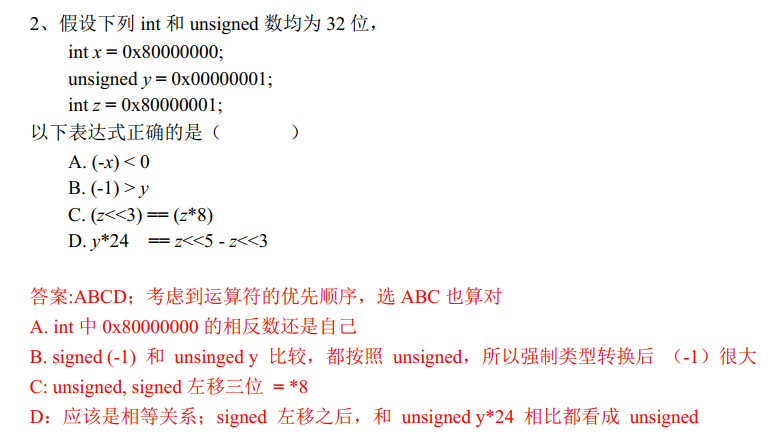 2、假设下列 int 和 unsigned 数均为 32 位，
int x = 0x80000000;
unsigned y = 0x00000001;
int z = 0x80000001;
以下表达式正确的是（ ）
A. (-x) < 0
B. (-1) > y
C. (z<<3) == (z*8)
D. y*24 == z<<5 - z<<3
答案:ABCD；考虑到运算符的优先顺序，选 ABC 也算对
A. int 中 0x80000000 的相反数还是自己
B. signed (-1) 和 unsinged y 比较，都按照 unsigned，所以强制类型转换后 （-1）很大
C: unsigned, signed 左移三位 = *8
D：应该是相等关系；signed 左移之后，和 unsigned y*24 相比都看成 unsigned